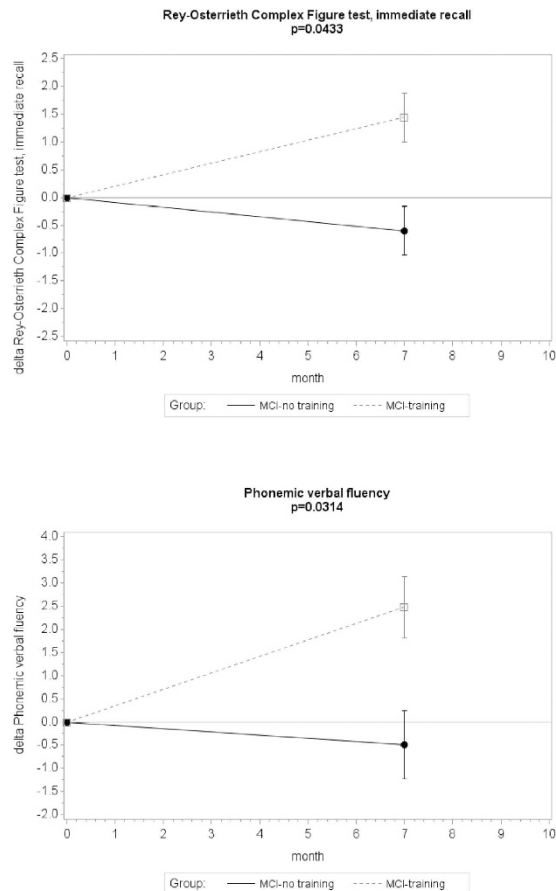 Rey-Osterrieth Complex Figure test, immediate recall
p=0.0433
delta Rey-Osterrieth Complex Figure test, immediate recall
2.5
2.0
1.5
1.0
0.5
0.0
-0.5
-1.0
-1.5
-2.0
-2.5
0 1 2 3 4 5 6 7 8 9 10
month
Group: MCI-no training MCI-training
Phonemic verbal fluency
p=0.0314
delta Phonemic verbal fluency
4.0
3.5
3.0
2.5
2.0
1.5
1.0
0.5
0.0
-0.5
-1.0
-1.5
-2.0
0 1 2 3 4 5 6 7 8 9 10
month
Group: MCI-no training MCI-training